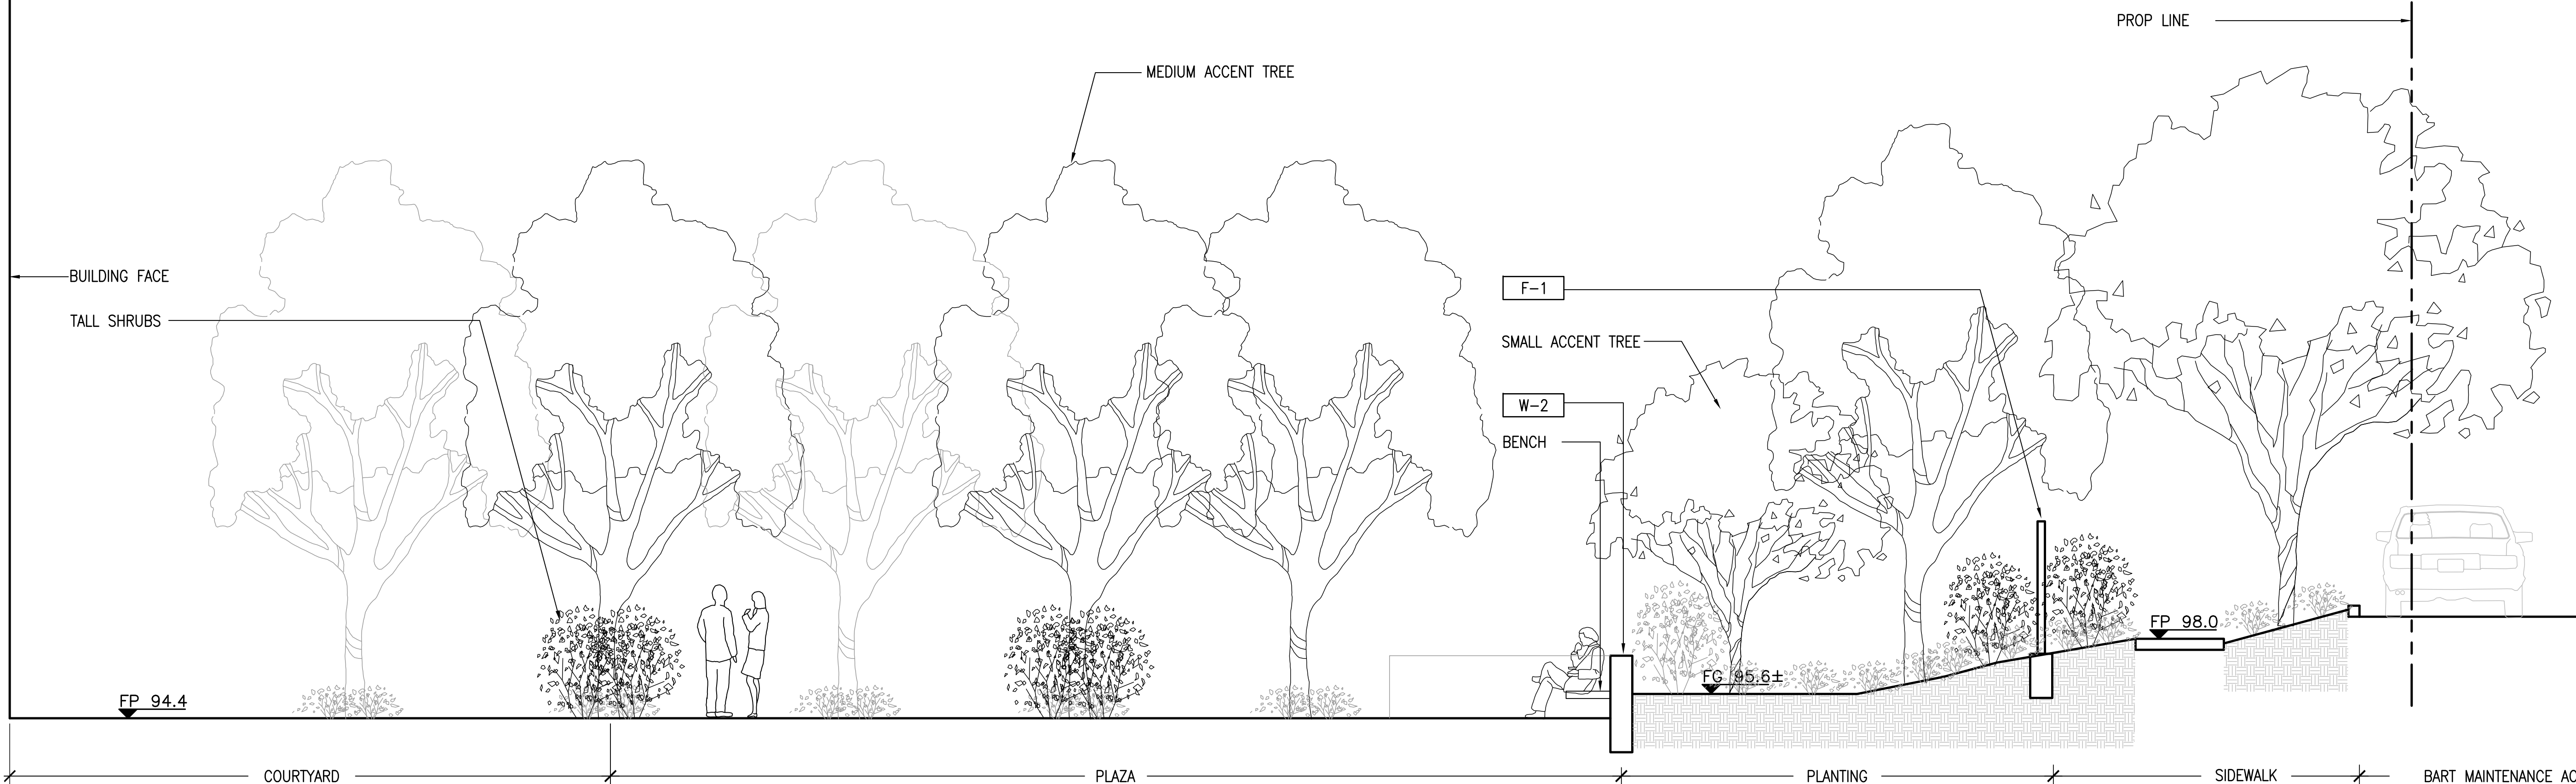 PROP LINE
MEDIUM ACCENT TREE
BUILDING FACE
F-1
TALL SHRUBS
SMALL ACCENT TREE
W-2
BENCH
FP 98.0
FG 95.6±
FP 94.4
COURTYARD
PLAZA
PLANTING
SIDEWALK
BART MAINTENANCE